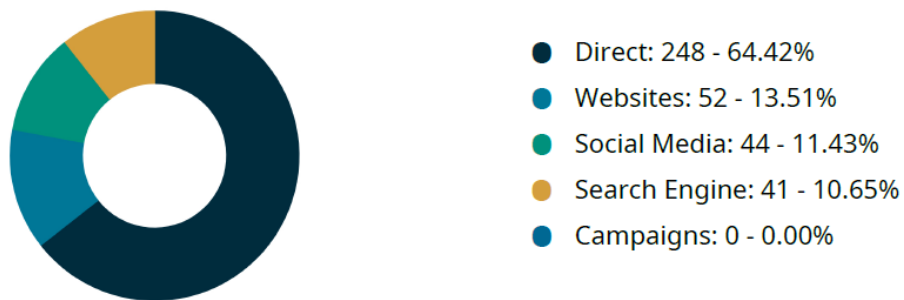 Direct: 248 - 64.42%
Websites: 52 - 13.51%
Social Media: 44 - 11.43%
Search Engine: 41 - 10.65%
Campaigns: 0 - 0.00%